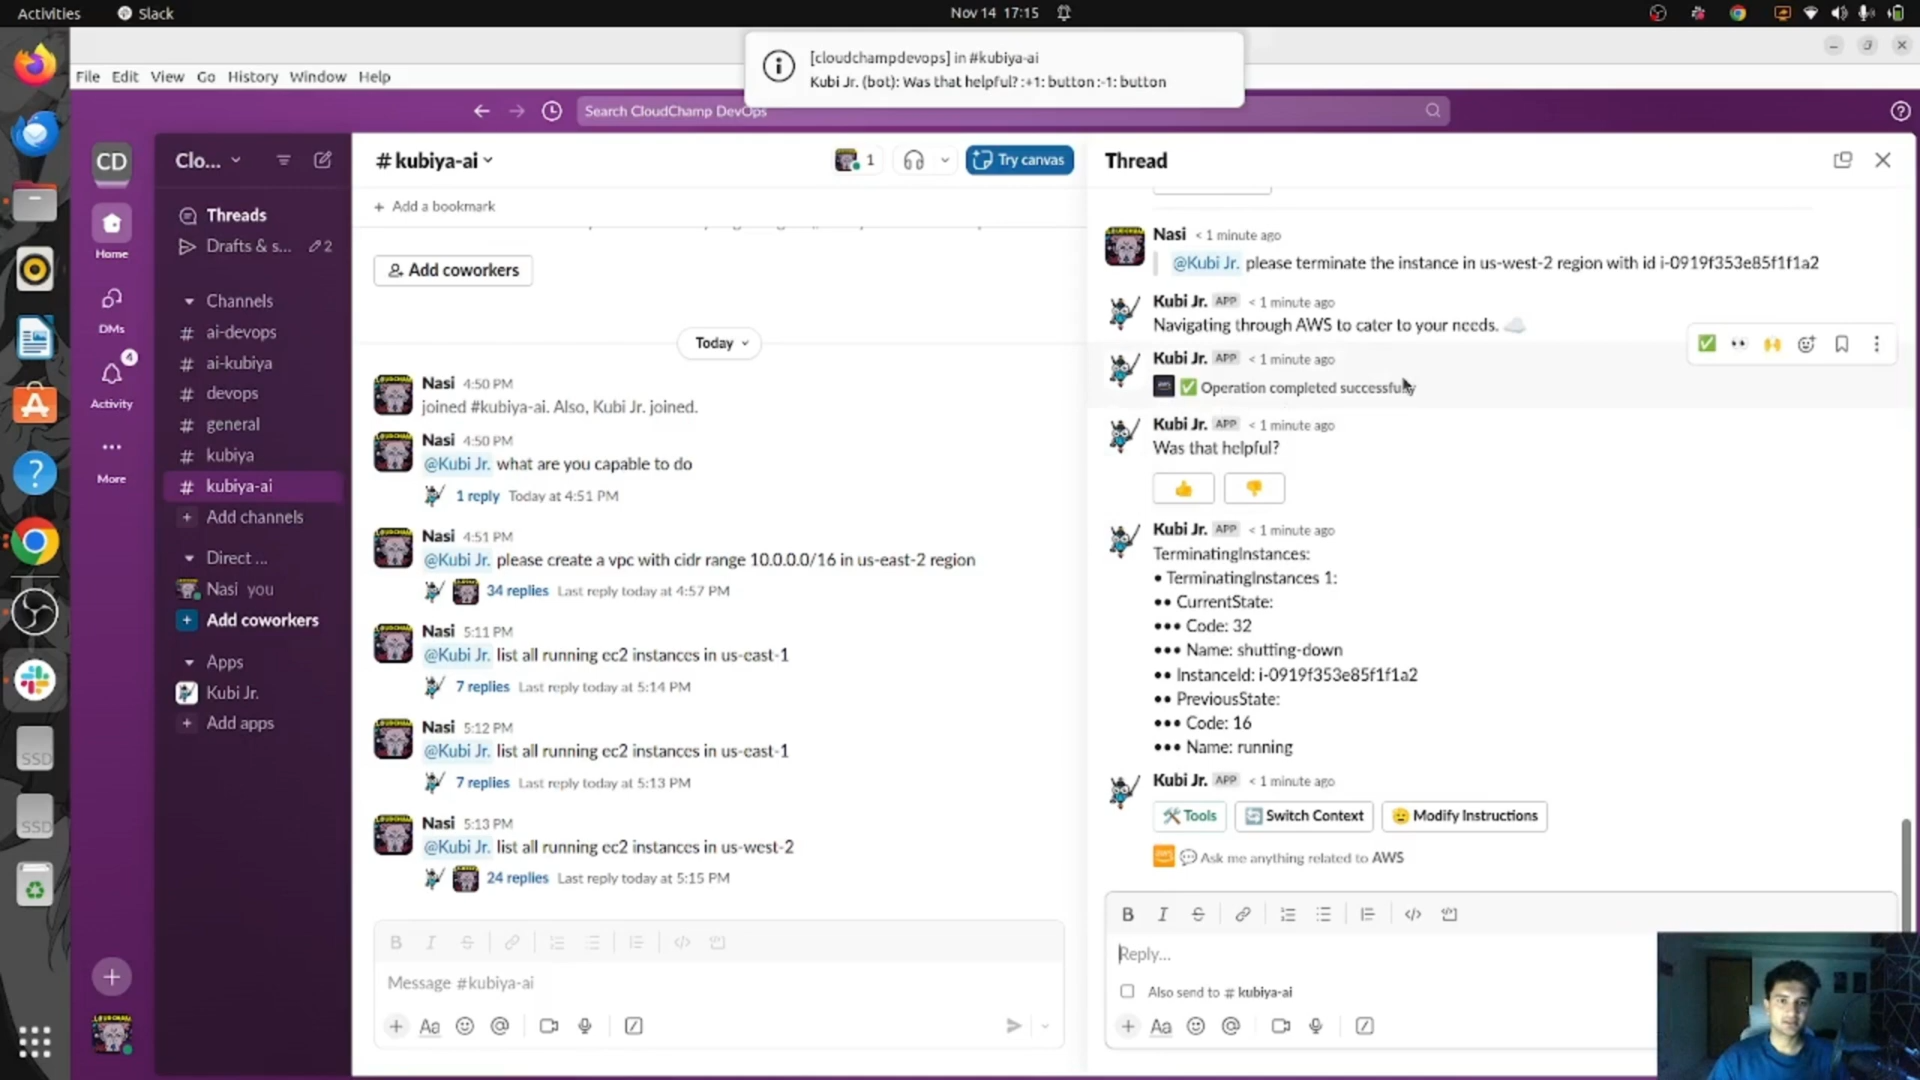 Activities
Slack
Nov 14 17:15
[cloudchampdevops] in #kubiya-ai
Kubi Jr. (bot): Was that helpful? :+1: button :-1: button
File Edit View Go History Window Help
Search CloudChamp DevOps
CD
Home
DMs
4
Activity
More
Clo...
Threads
Drafts & s... 2
Channels
# ai-devops
# ai-kubiya
# devops
# general
# kubiya
# kubiya-ai
+ Add channels
Direct ...
Nasi you
+ Add coworkers
Apps
Kubi Jr.
+ Add apps
SSD
SSD
# kubiya-ai
1
Try canvas
+ Add a bookmark
Add coworkers
Today
Nasi 4:50 PM
joined #kubiya-ai. Also, Kubi Jr. joined.
Nasi 4:50 PM
@Kubi Jr. what are you capable to do
1 reply Today at 4:51 PM
Nasi 4:51 PM
@Kubi Jr. please create a vpc with cidr range 10.0.0.0/16 in us-east-2 region
34 replies Last reply today at 4:57 PM
Nasi 5:11 PM
@Kubi Jr. list all running ec2 instances in us-east-1
7 replies Last reply today at 5:14 PM
Nasi 5:12 PM
@Kubi Jr. list all running ec2 instances in us-east-1
7 replies Last reply today at 5:13 PM
Nasi 5:13 PM
@Kubi Jr. list all running ec2 instances in us-west-2
24 replies Last reply today at 5:15 PM
B I S
Message #kubiya-ai
+ Aa
Thread
Nasi < 1 minute ago
@Kubi Jr. please terminate the instance in us-west-2 region with id i-0919f353e85f1f1a2
Kubi Jr. APP < 1 minute ago
Navigating through AWS to cater to your needs. ☁️
Kubi Jr. APP < 1 minute ago
✅ Operation completed successfully
Kubi Jr. APP < 1 minute ago
Was that helpful?
👍 👎
Kubi Jr. APP < 1 minute ago
TerminatingInstances:
• TerminatingInstances 1:
•• CurrentState:
••• Code: 32
••• Name: shutting-down
•• InstanceId: i-0919f353e85f1f1a2
•• PreviousState:
••• Code: 16
••• Name: running
Kubi Jr. APP < 1 minute ago
Tools Switch Context Modify Instructions
Ask me anything related to AWS
B I S
Reply...
Also send to # kubiya-ai
+ Aa